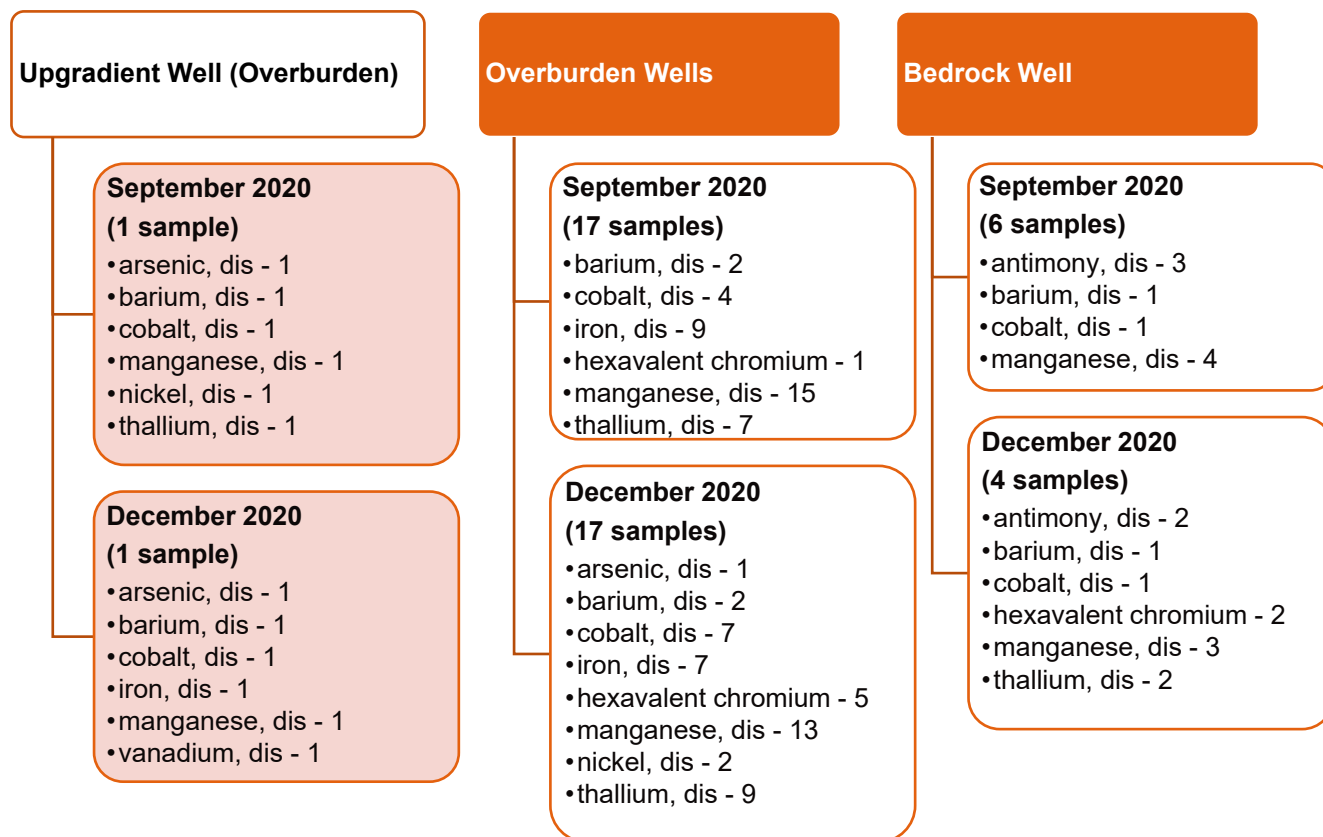 Upgradient Well (Overburden)
September 2020
(1 sample)
•arsenic, dis - 1
•barium, dis - 1
•cobalt, dis - 1
•manganese, dis - 1
•nickel, dis - 1
•thallium, dis - 1
December 2020
(1 sample)
•arsenic, dis - 1
•barium, dis - 1
•cobalt, dis - 1
•iron, dis - 1
•manganese, dis - 1
•vanadium, dis - 1
Overburden Wells
September 2020
(17 samples)
•barium, dis - 2
•cobalt, dis - 4
•iron, dis - 9
•hexavalent chromium - 1
•manganese, dis - 15
•thallium, dis - 7
December 2020
(17 samples)
•arsenic, dis - 1
•barium, dis - 2
•cobalt, dis - 7
•iron, dis - 7
•hexavalent chromium - 5
•manganese, dis - 13
•nickel, dis - 2
•thallium, dis - 9
Bedrock Well
September 2020
(6 samples)
•antimony, dis - 3
•barium, dis - 1
•cobalt, dis - 1
•manganese, dis - 4
December 2020
(4 samples)
•antimony, dis - 2
•barium, dis - 1
•cobalt, dis - 1
•hexavalent chromium - 2
•manganese, dis - 3
•thallium, dis - 2